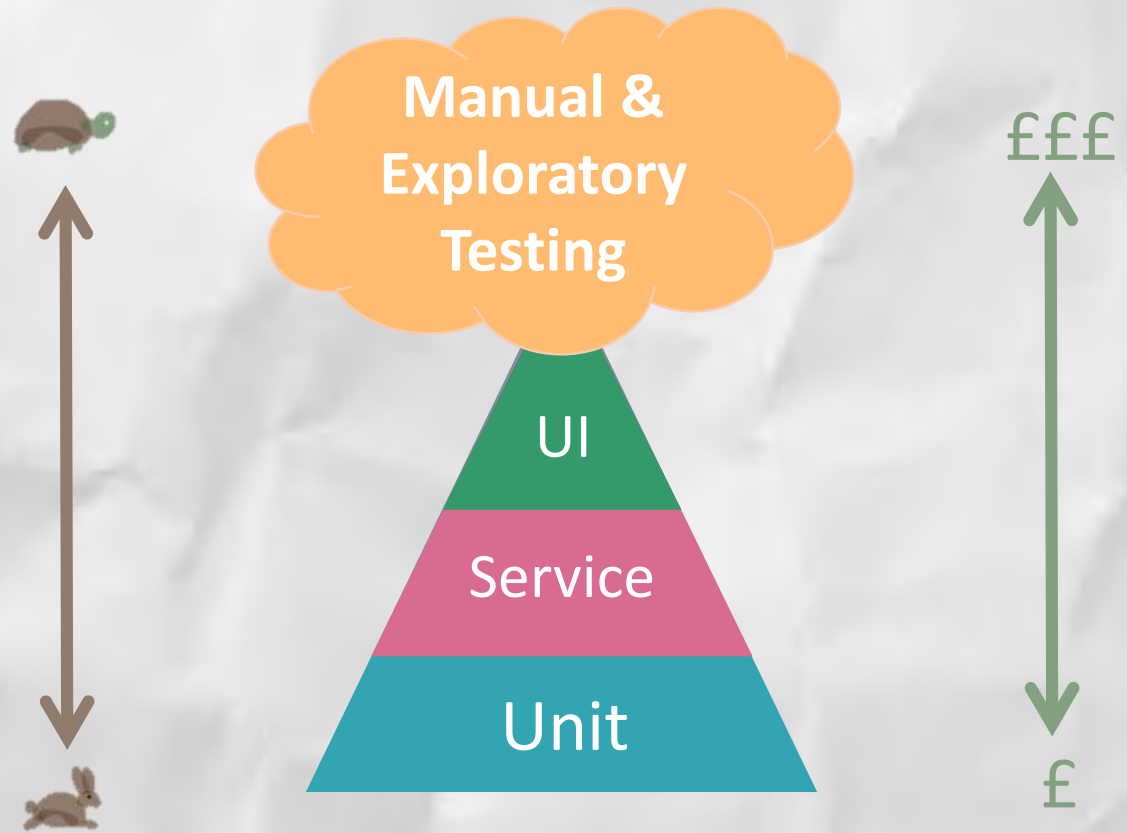 Manual &
Exploratory
Testing
£££
UI
Service
Unit
£